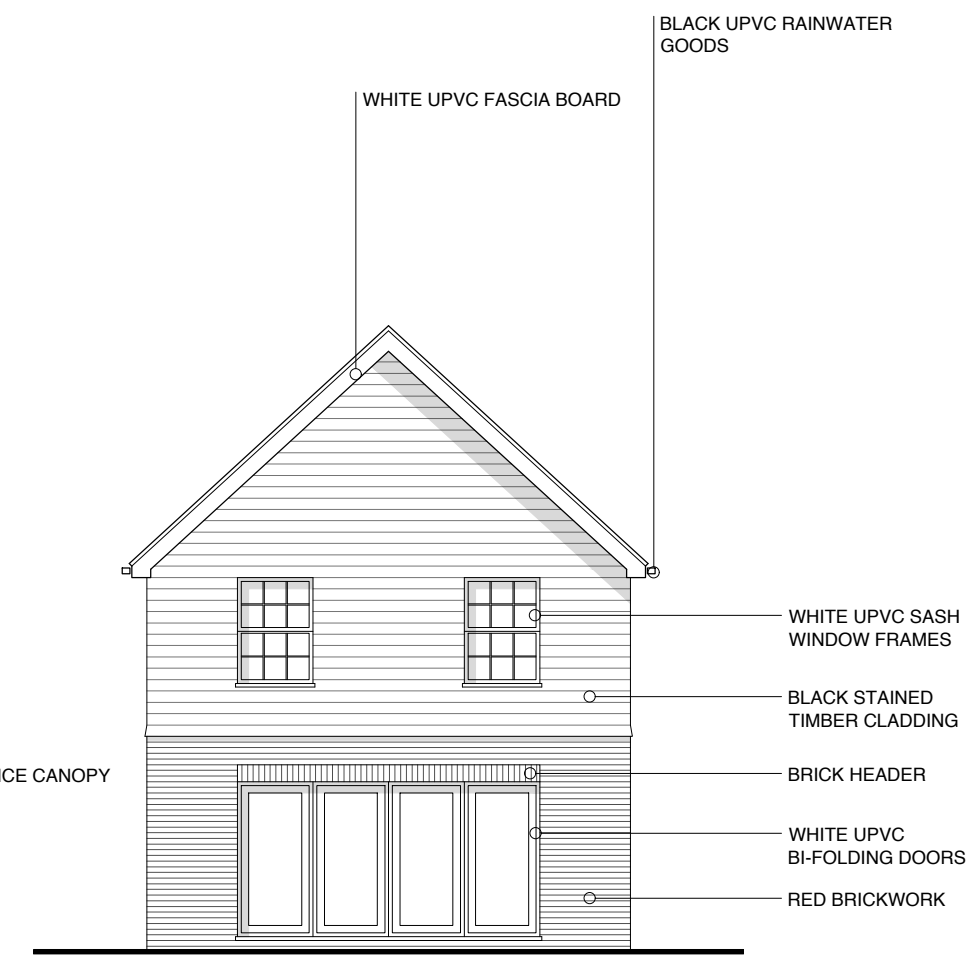 BLACK UPVC RAINWATER
GOODS
WHITE UPVC FASCIA BOARD
WHITE UPVC SASH
WINDOW FRAMES
BLACK STAINED
TIMBER CLADDING
NCE CANOPY
BRICK HEADER
WHITE UPVC
BI-FOLDING DOORS
RED BRICKWORK